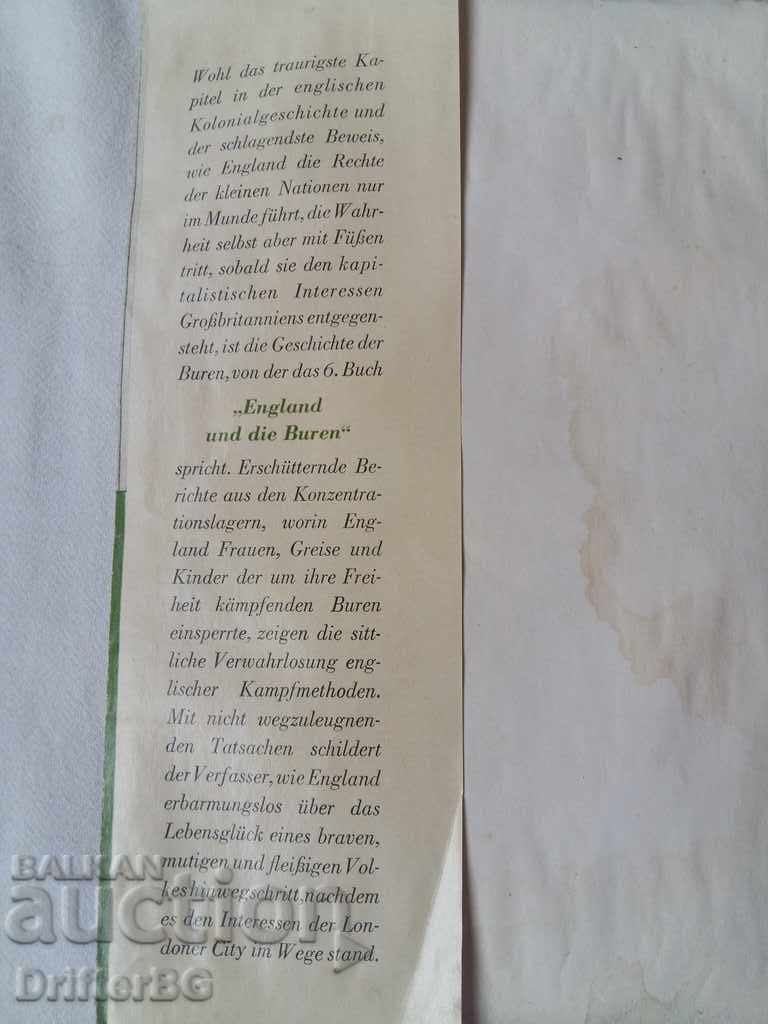 Wohl das traurigste Ka-
pitel in der englischen
Kolonialgeschichte und
der schlagendste Beweis,
wie England die Rechte
der kleinen Nationen nur
im Munde führt, die Wahr-
heit selbst aber mit Füßen
tritt, sobald sie den kapi-
talistischen Interessen
Großbritanniens entgegen-
steht, ist die Geschichte der
Buren, von der das 6. Buch
„England
und die Buren“
spricht. Erschütternde Be-
richte aus den Konzentra-
tionslagern, worin Eng-
land Frauen, Greise und
Kinder der um ihre Frei-
heit kämpfenden Buren
einsperrte, zeigen die sitt-
liche Verwahrlosung eng-
lischer Kampfmethoden.
Mit nicht wegzuleugnen-
den Tatsachen schildert
der Verfasser, wie England
erbarmungslos über das
Lebensglück eines braven,
mutigen und fleißigen Vol-
kes hinwegschritt, nachdem
es den Interessen der Lon-
doner City im Wege stand.
BALKAN
auction
DrifterBG